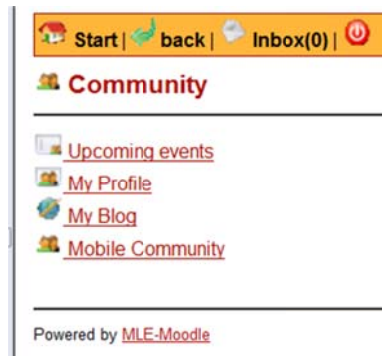 Start | back | Inbox(0) |
Community
Upcoming events
My Profile
My Blog
Mobile Community
Powered by MLE-Moodle